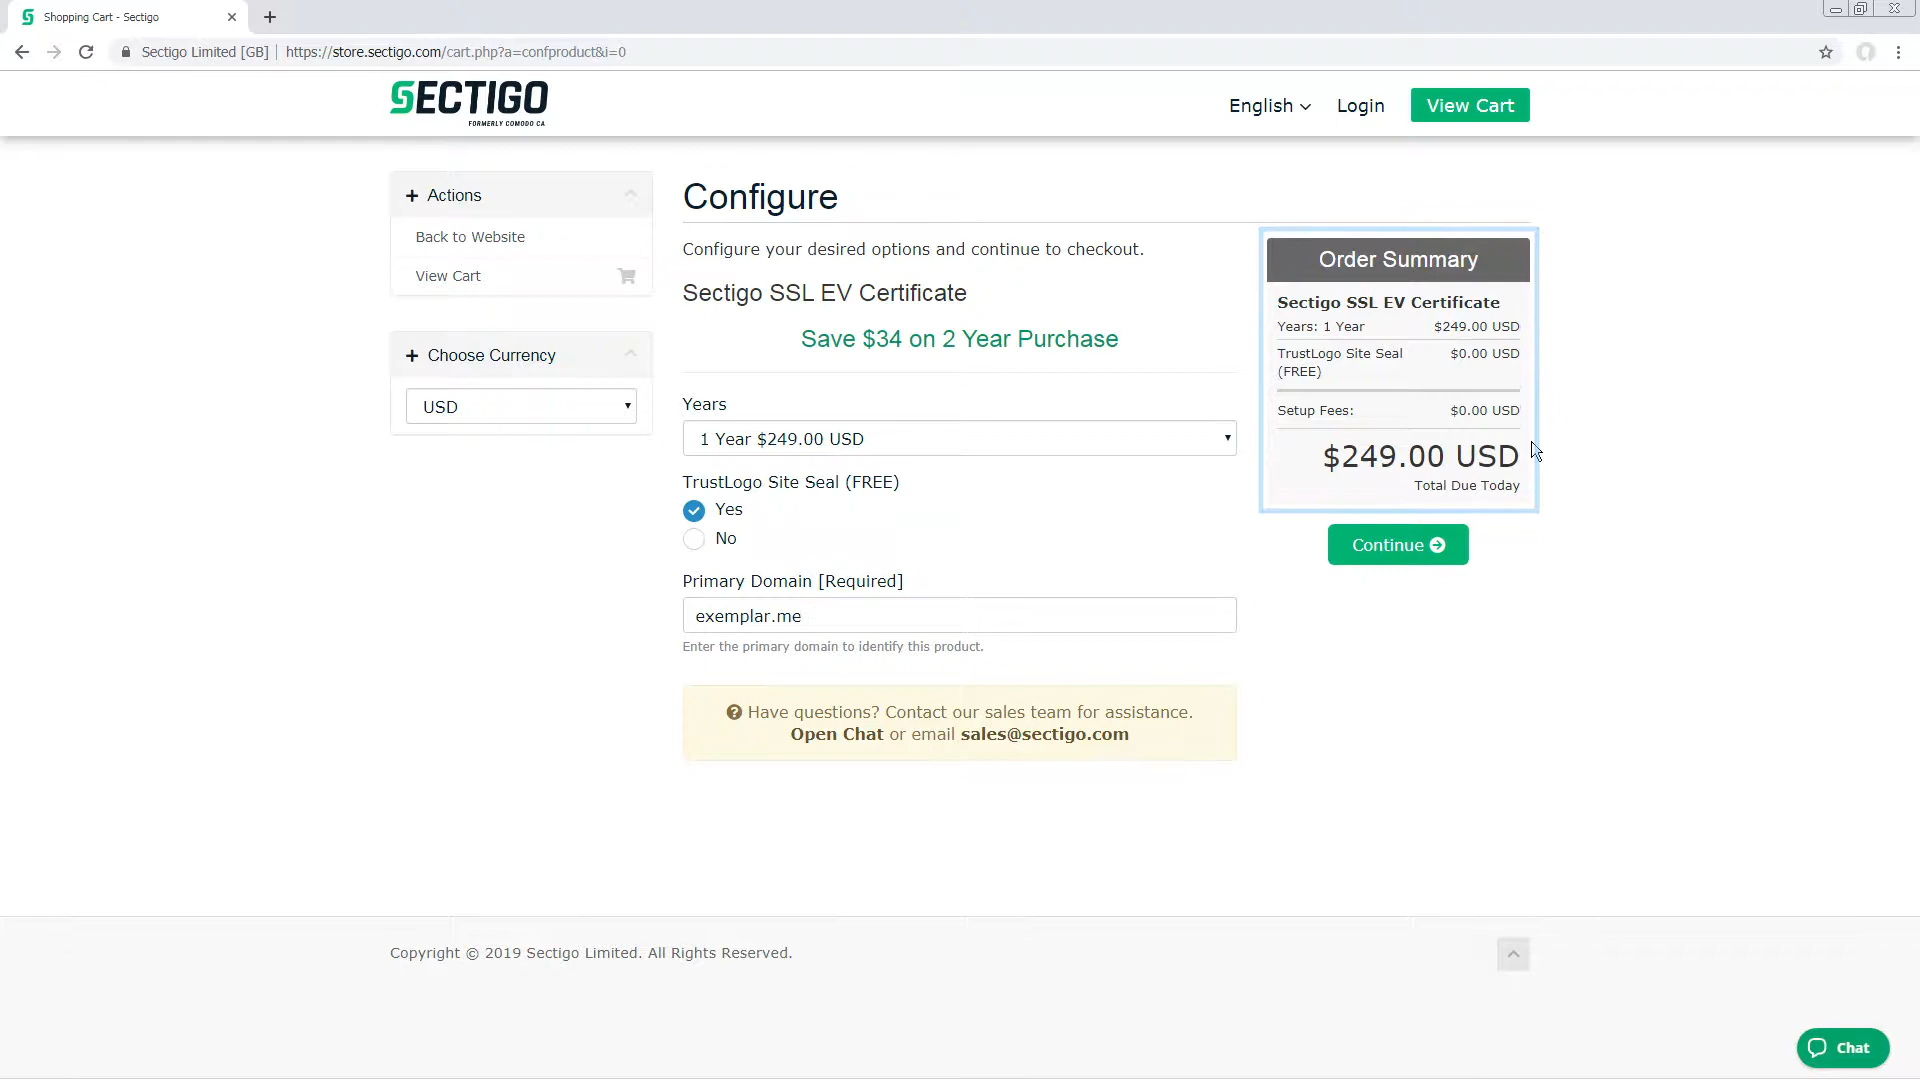 Shopping Cart - Sectigo
Sectigo Limited [GB] https://store.sectigo.com/cart.php?a=confproduct&i=0
SECTIGO
FORMERLY COMODO CA
English
Login
View Cart
Actions
Back to Website
View Cart
Choose Currency
USD
Configure
Configure your desired options and continue to checkout.
Sectigo SSL EV Certificate
Save $34 on 2 Year Purchase
Years
1 Year $249.00 USD
TrustLogo Site Seal (FREE)
Yes
No
Primary Domain [Required]
exemplar.me
Enter the primary domain to identify this product.
Have questions? Contact our sales team for assistance.
Open Chat or email sales@sectigo.com
Order Summary
Sectigo SSL EV Certificate
Years: 1 Year $249.00 USD
TrustLogo Site Seal $0.00 USD
(FREE)
Setup Fees: $0.00 USD
$249.00 USD
Total Due Today
Continue
Copyright © 2019 Sectigo Limited. All Rights Reserved.
Chat